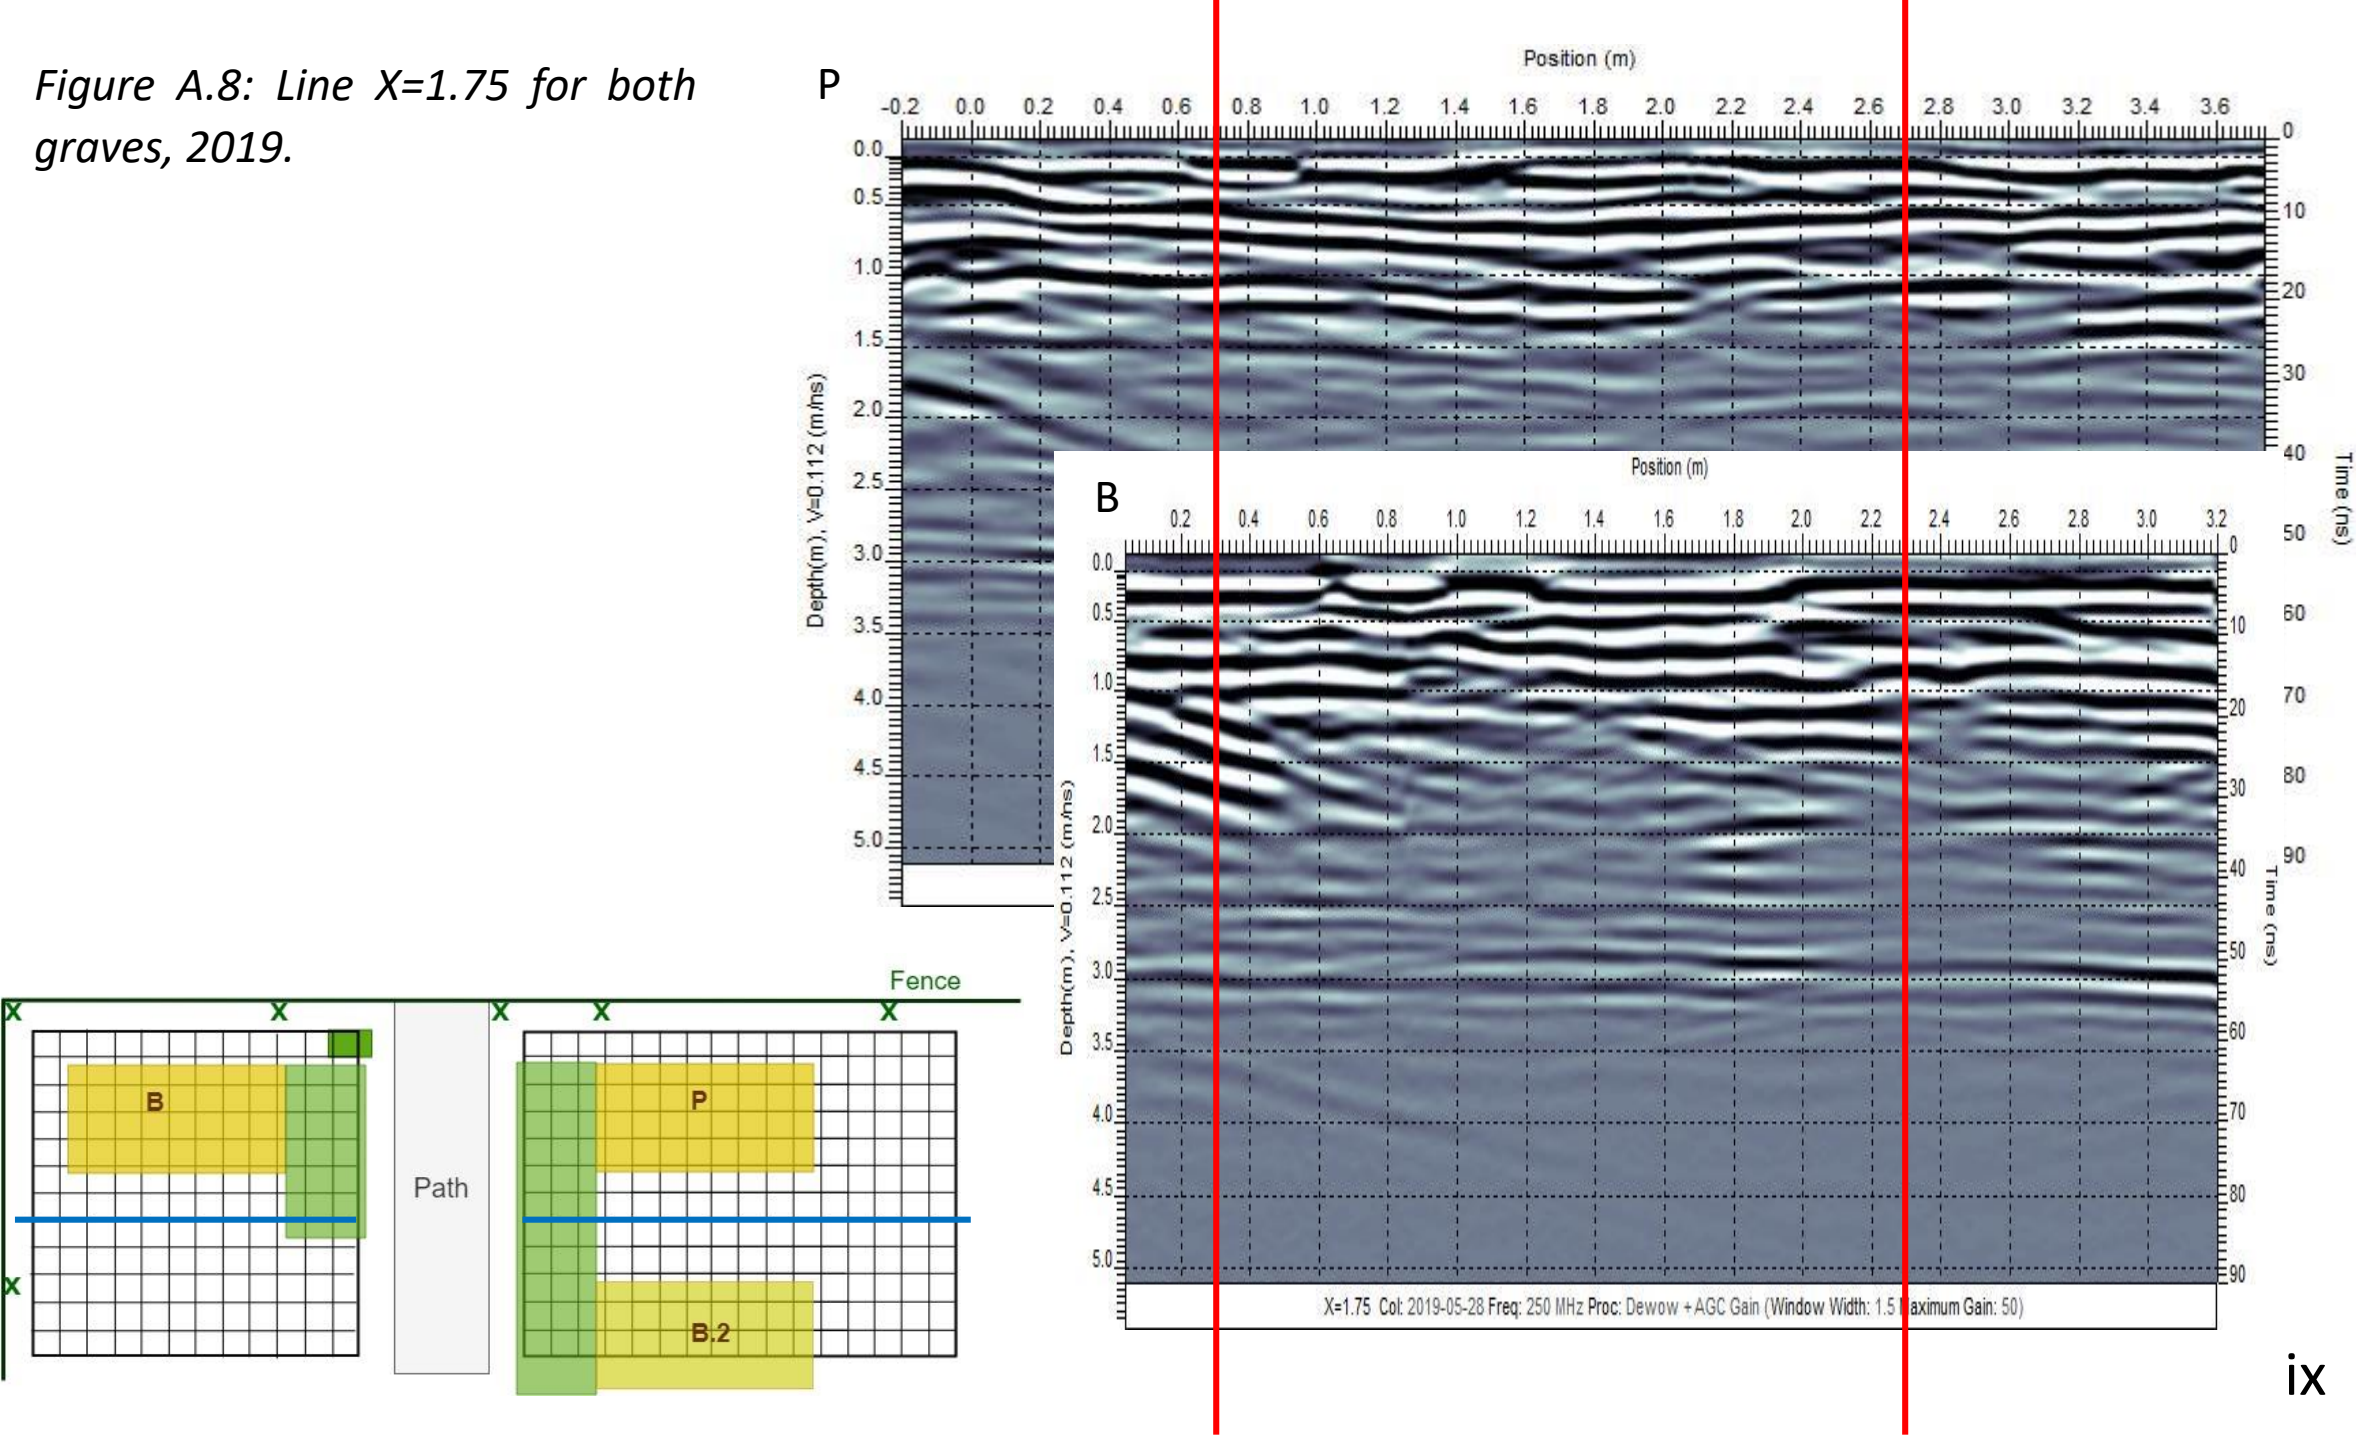 Figure A.8: Line X=1.75 for both
graves, 2019.
P
Position (m)
-0.2 0.0 0.2 0.4 0.6 0.8 1.0 1.2 1.4 1.6 1.8 2.0 2.2 2.4 2.6 2.8 3.0 3.2 3.4 3.6
0.0
0.5
1.0
1.5
2.0
2.5
3.0
3.5
4.0
4.5
5.0
Depth(m), V=0.112 (m/ns)
0
10
20
30
40
50
60
70
80
90
Time (ns)
B
Position (m)
0.2 0.4 0.6 0.8 1.0 1.2 1.4 1.6 1.8 2.0 2.2 2.4 2.6 2.8 3.0 3.2
0.0
0.5
1.0
1.5
2.0
2.5
3.0
3.5
4.0
4.5
5.0
Depth(m), V=0.112 (m/ns)
0
10
20
30
40
50
60
70
80
90
Time (ns)
X=1.75 Col: 2019-05-28 Freq: 250 MHz Proc: Dewow + AGC Gain (Window Width: 1.5 aximum Gain: 50)
Fence
X X X X X
B
P
Path
X
B.2
ix